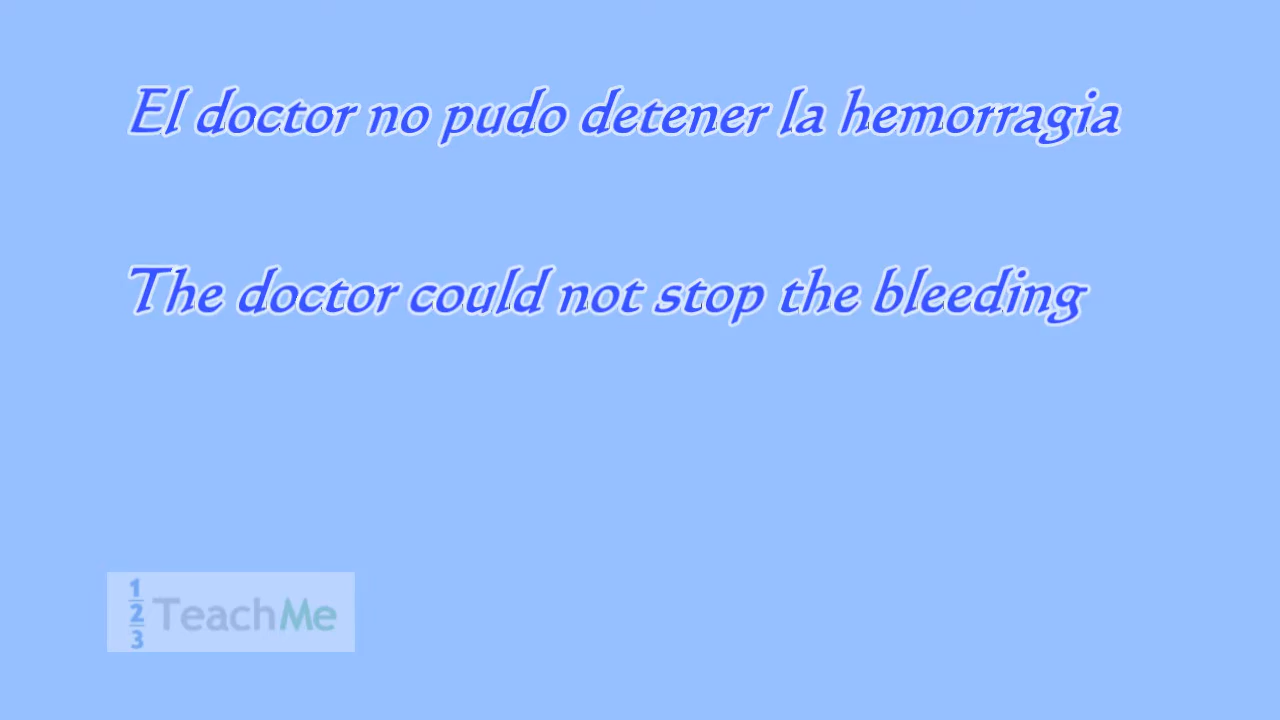 El doctor no pudo detener la hemorragia
The doctor could not stop the bleeding
1
2
3
TeachMe